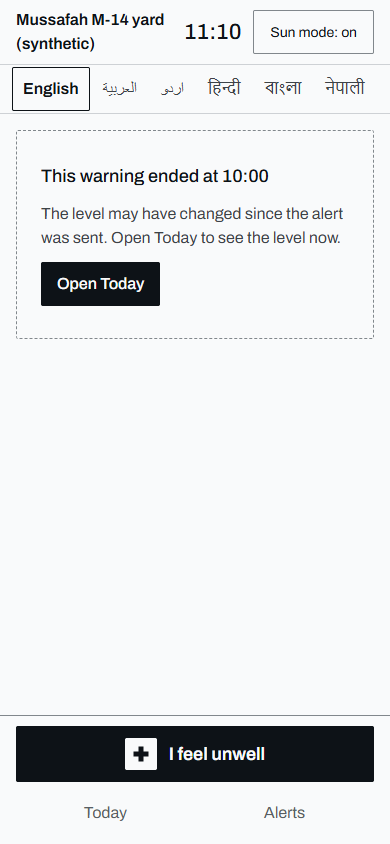 Mussafah M-14 yard
(synthetic)
11:10
Sun mode: on
English
العربية
اردو
हिन्दी
বাংলা
नेपाली
This warning ended at 10:00
The level may have changed since the alert
was sent. Open Today to see the level now.
Open Today
I feel unwell
Today
Alerts